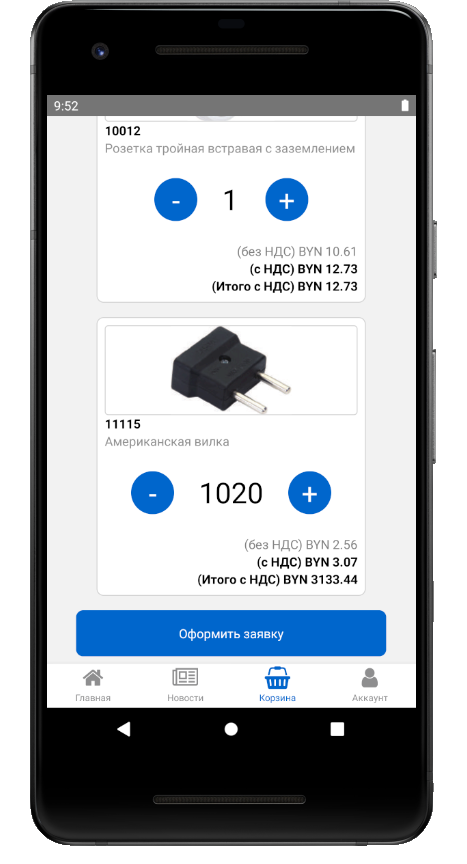 9:52
10012
Розетка тройная встравая с заземлением
- 1 +
(без НДС) BYN 10.61
(с НДС) BYN 12.73
(Итого с НДС) BYN 12.73
11115
Американская вилка
- 1020 +
(без НДС) BYN 2.56
(с НДС) BYN 3.07
(Итого с НДС) BYN 3133.44
Оформить заявку
Главная Новости Корзина Аккаунт